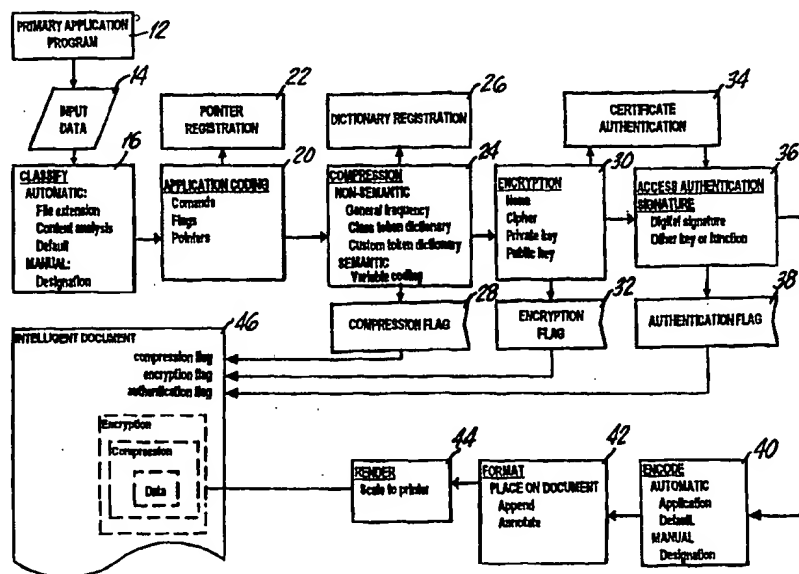 PRIMARY APPLICATION
PROGRAM
12
14
INPUT
DATA
22
POINTER
REGISTRATION
26
DICTIONARY REGISTRATION
34
CERTIFICATE
AUTHENTICATION
16
CLASSIFY
AUTOMATIC:
File extension
Content analysis
Default
MANUAL:
Designation
20
APPLICATION CODING
Comands
Flags
Pointers
24
COMPRESSION
NON-SEMANTIC
General frequency
Class token dictionary
Custom token dictionary
SEMANTIC
Variable coding
30
ENCRYPTION
None
Cipher
Private key
Public key
36
ACCESS AUTHENTICATION
SIGNATURE
Digital signature
Other key or function
28
COMPRESSION FLAG
32
ENCRYPTION
FLAG
38
AUTHENTICATION FLAG
46
INTELLIGENT DOCUMENT
compression flag
encryption flag
authentication flag
Encryption
Compression
Data
44
RENDER
Scale to printer
42
FORMAT
PLACE ON DOCUMENT
Append
Annotate
40
ENCODE
AUTOMATIC
Application
Default.
MANUAL
Designation